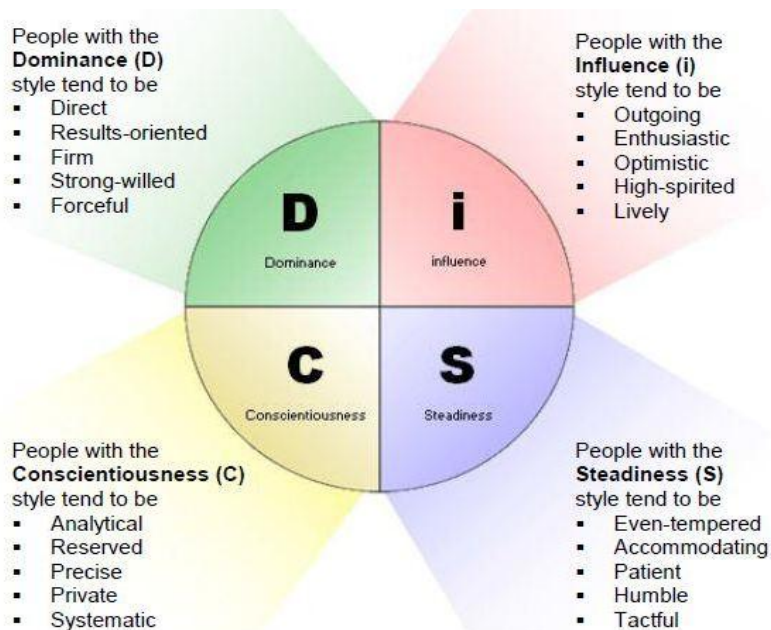 People with the
Dominance (D)
style tend to be
▪ Direct
▪ Results-oriented
▪ Firm
▪ Strong-willed
▪ Forceful
People with the
Influence (i)
style tend to be
▪ Outgoing
▪ Enthusiastic
▪ Optimistic
▪ High-spirited
▪ Lively
D
Dominance
i
influence
C
Conscientiousness
S
Steadiness
People with the
Conscientiousness (C)
style tend to be
▪ Analytical
▪ Reserved
▪ Precise
▪ Private
▪ Systematic
People with the
Steadiness (S)
style tend to be
▪ Even-tempered
▪ Accommodating
▪ Patient
▪ Humble
▪ Tactful